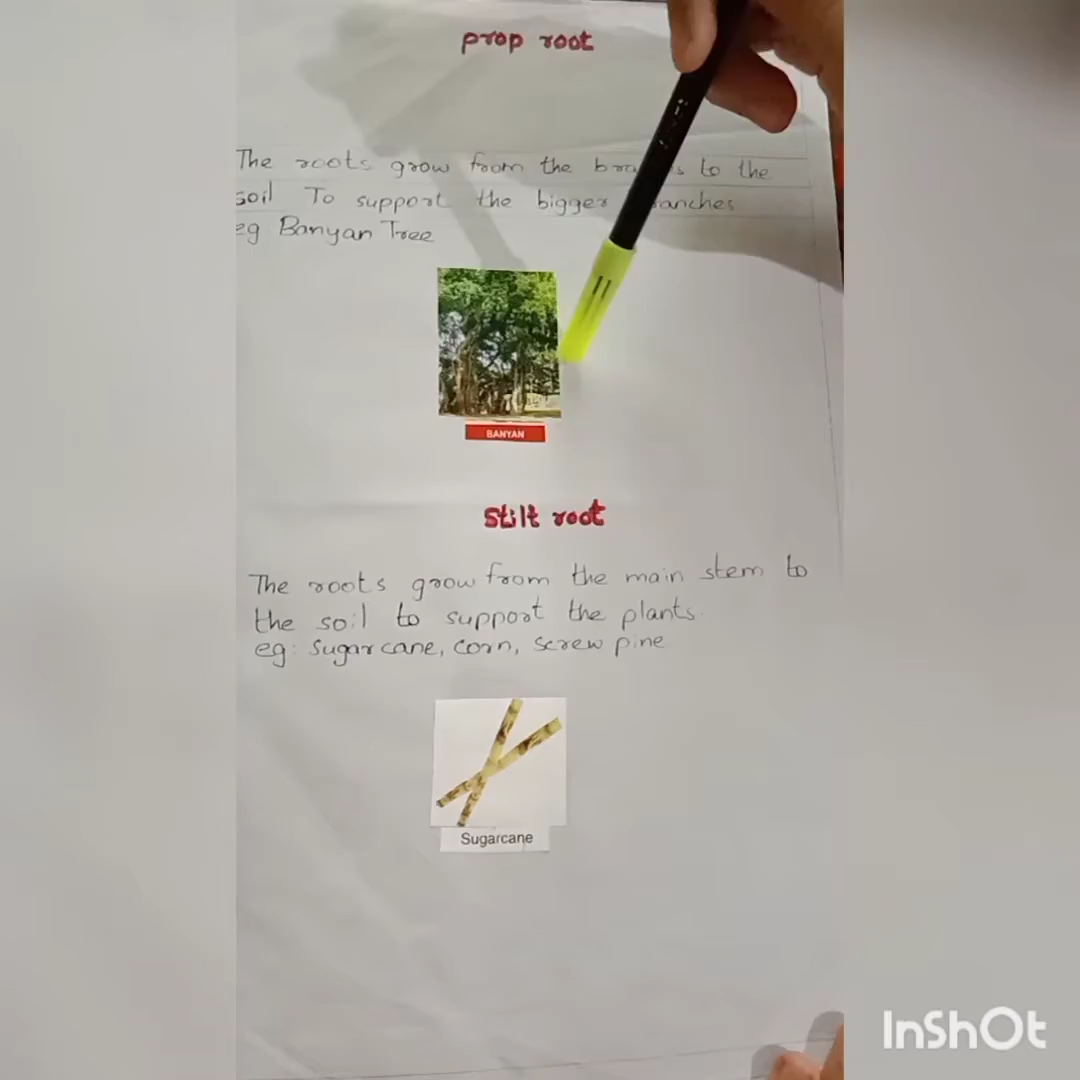 prop root
The roots grow from the to the
soil To support the bigger
eg Banyan Tree
BANYAN
Stilt root
The roots grow from the main stem to
the soil to support the plants.
eg: Sugarcane, corn, screw pine
Sugarcane
InShOt